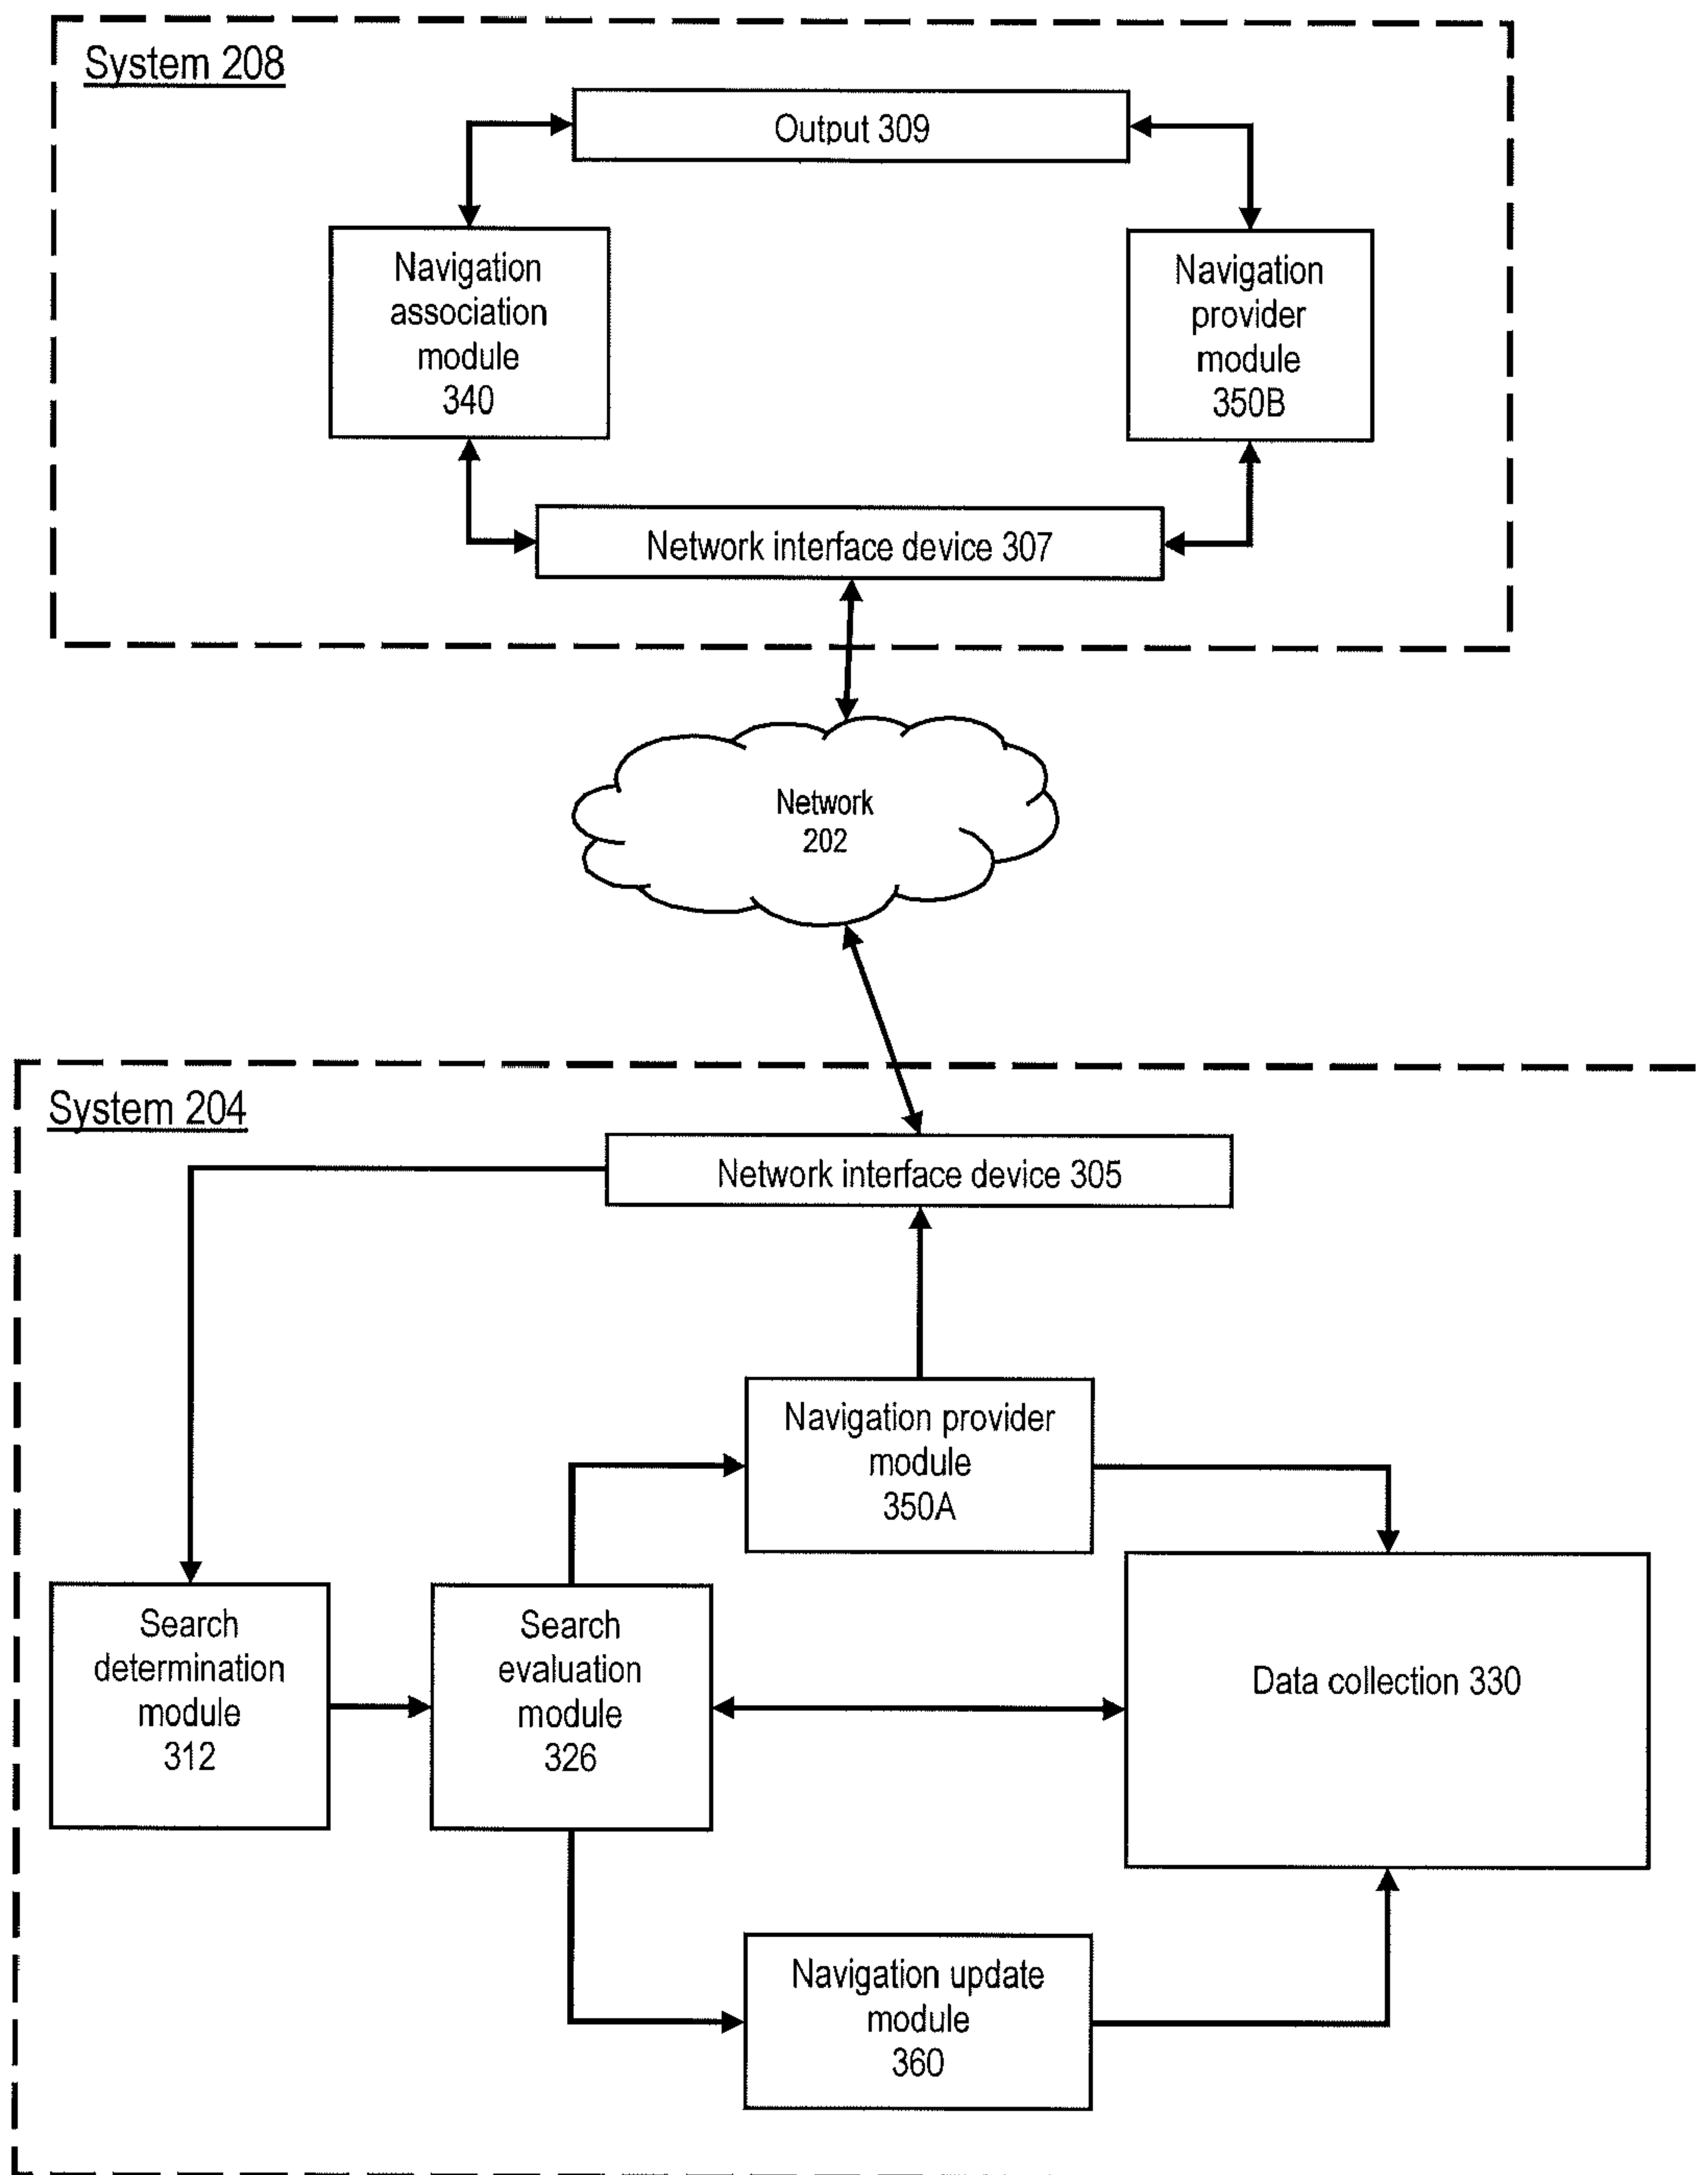 System 208
Output 309
Navigation
association
module
340
Navigation
provider
module
350B
Network interface device 307
Network
202
System 204
Network interface device 305
Navigation provider
module
350A
Search
determination
module
312
Search
evaluation
module
326
Data collection 330
Navigation update
module
360